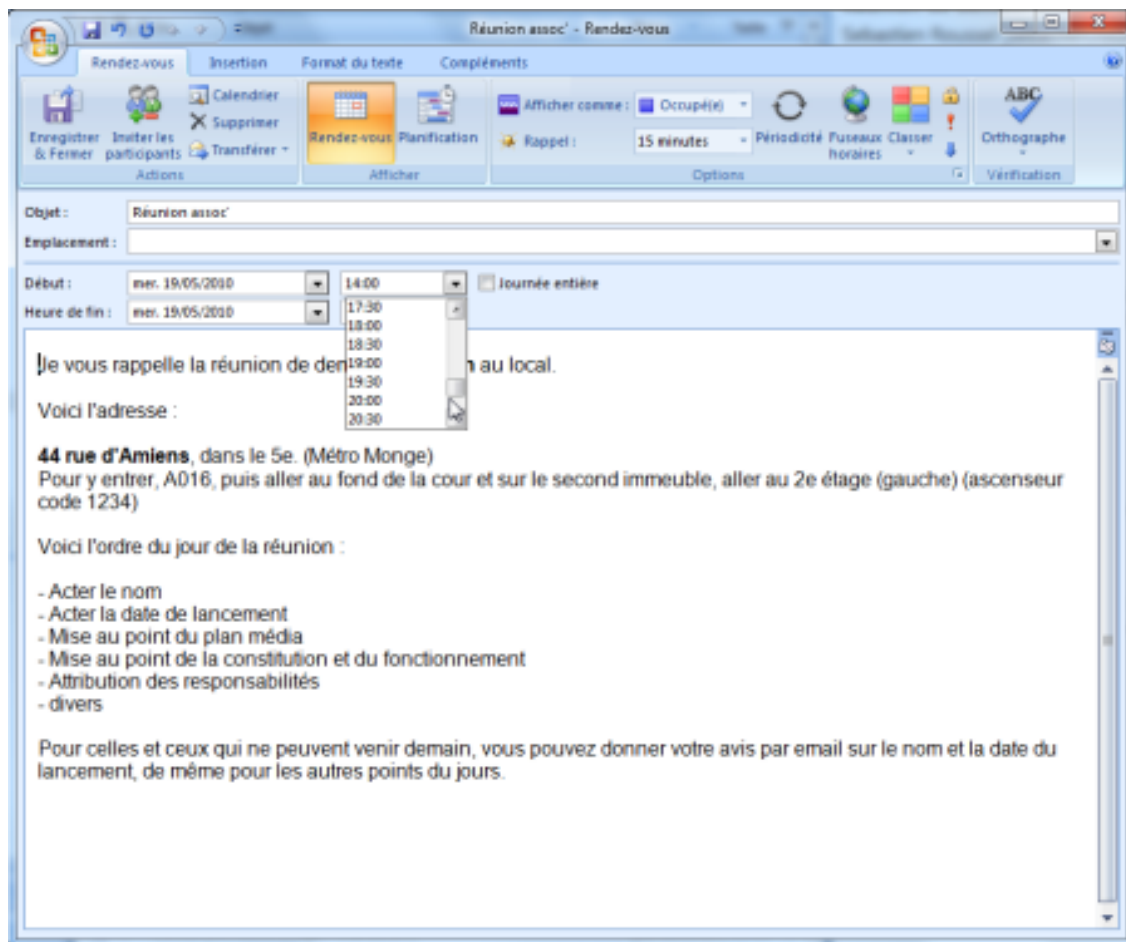 Réunion assoc' - Rendez-vous
Rendez-vous Insertion Format du texte Compléments
Enregistrer & Fermer
Inviter les participants
Calendrier
Supprimer
Transférer
Actions
Rendez-vous Planification
Afficher
Afficher comme : Occupé(e)
Rappel : 15 minutes
Périodicité
Fuseaux horaires
Classer
Options
ABC
Orthographe
Vérification
Objet : Réunion assoc'
Emplacement :
Début : mer. 19/05/2010 14:00 Journée entière
Heure de fin : mer. 19/05/2010
17:30
18:00
18:30
19:00
19:30
20:00
20:30
Je vous rappelle la réunion de au local.
Voici l'adresse :
44 rue d'Amiens, dans le 5e. (Métro Monge)
Pour y entrer, A016, puis aller au fond de la cour et sur le second immeuble, aller au 2e étage (gauche) (ascenseur
code 1234)
Voici l'ordre du jour de la réunion :
- Acter le nom
- Acter la date de lancement
- Mise au point du plan média
- Mise au point de la constitution et du fonctionnement
- Attribution des responsabilités
- divers
Pour celles et ceux qui ne peuvent venir demain, vous pouvez donner votre avis par email sur le nom et la date du
lancement, de même pour les autres points du jours.